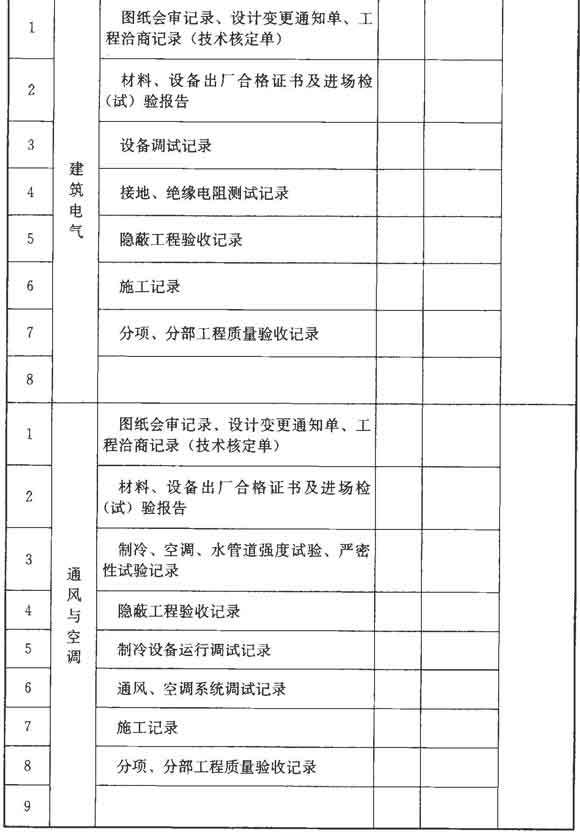 1
图纸会审记录、设计变更通知单、工
程洽商记录（技术核定单）
2
材料、设备出厂合格证书及进场检
（试）验报告
3
设备调试记录
建筑电气
4
接地、绝缘电阻测试记录
5
隐蔽工程验收记录
6
施工记录
7
分项、分部工程质量验收记录
8
1
图纸会审记录、设计变更通知单、工
程洽商记录（技术核定单）
2
材料、设备出厂合格证书及进场检
（试）验报告
3
制冷、空调、水管道强度试验、严密
性试验记录
通风与空调
4
隐蔽工程验收记录
5
制冷设备运行调试记录
6
通风、空调系统调试记录
7
施工记录
8
分项、分部工程质量验收记录
9